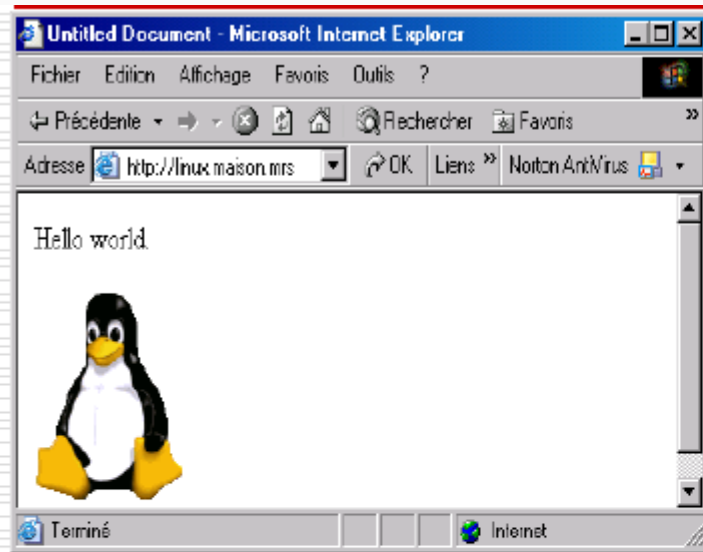 Untitled Document - Microsoft Internet Explorer
Fichier Edition Affichage Favoris Outils ?
Précédente Rechercher Favoris »
Adresse http://linux.maison.mrs OK Liens » Norton AntiVirus
Hello world.
Terminé Internet